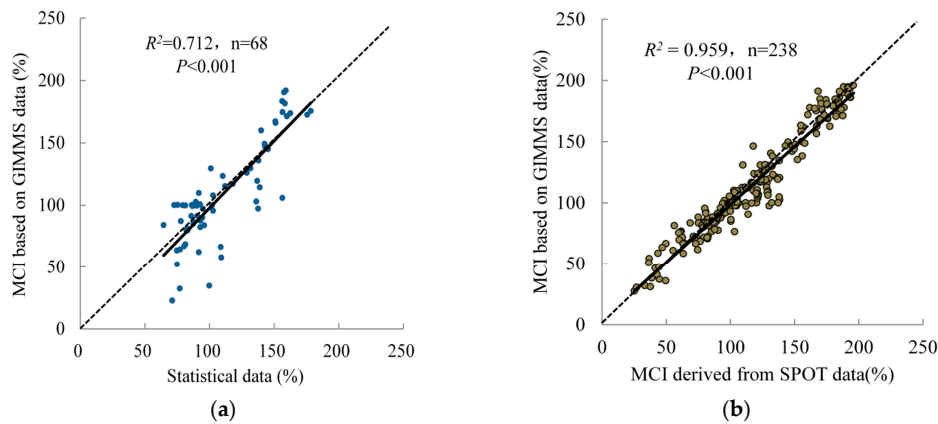 R²=0.712，n=68
P<0.001
MCI based on GIMMS data (%)
250
200
150
100
50
0
0 50 100 150 200 250
Statistical data (%)
(a)
R² = 0.959，n=238
P<0.001
MCI based on GIMMS data(%)
250
200
150
100
50
0
0 50 100 150 200 250
MCI derived from SPOT data(%)
(b)